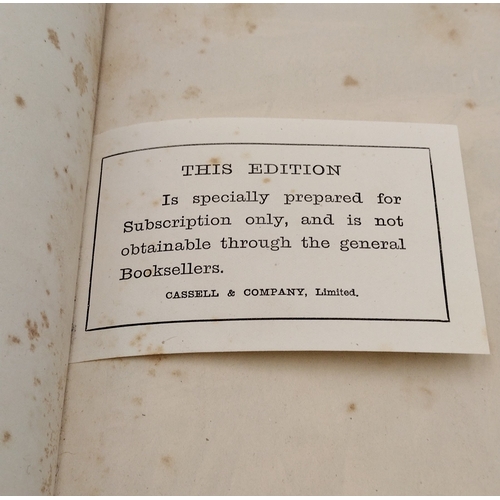 THIS EDITION
Is specially prepared for
Subscription only, and is not
obtainable through the general
Booksellers.
CASSELL & COMPANY, Limited.